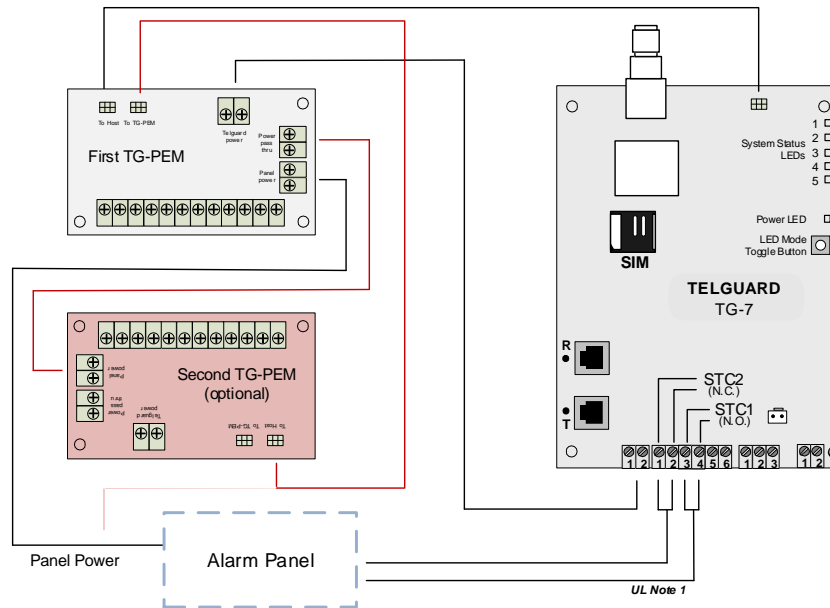 To Host To TG-PEM
Telguard
power
Power
pass
thru
Panel
power
First TG-PEM
Panel
power
Power
pass
thru
Telguard
power
Second TG-PEM
(optional)
To TG-PEM
To Host
Panel Power
Alarm Panel
UL Note 1
System Status
LEDs
1
2
3
4
5
Power LED
LED Mode
Toggle Button
SIM
TELGUARD
TG-7
R
T
STC2
(N.C.)
STC1
(N.O.)
1 2 1 2 3 4 5 6 1 2 3 1 2